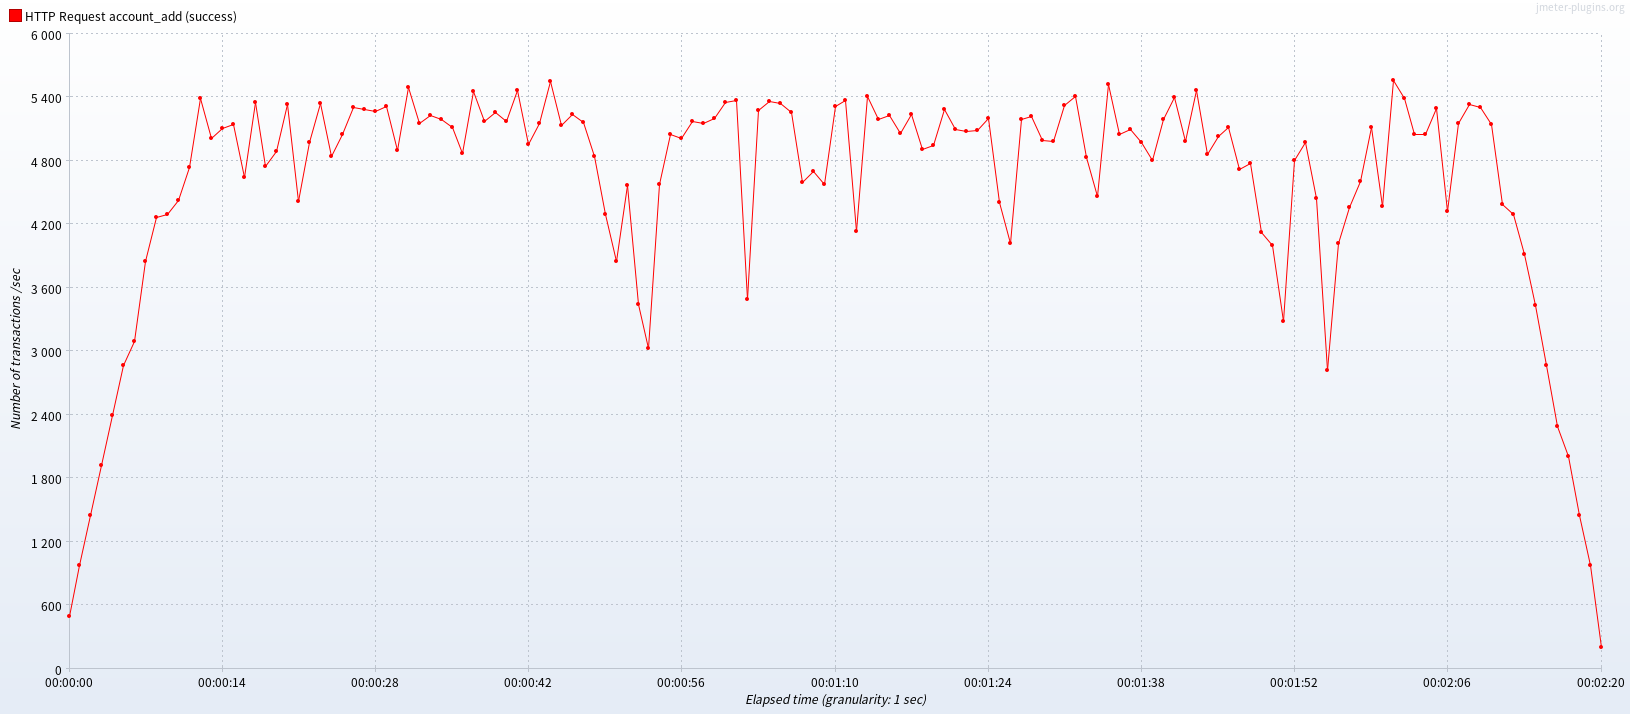 HTTP Request account_add (success)
jmeter-plugins.org
6 000
5 400
4 800
4 200
3 600
3 000
2 400
1 800
1 200
600
0
Number of transactions /sec
00:00:00 00:00:14 00:00:28 00:00:42 00:00:56 00:01:10 00:01:24 00:01:38 00:01:52 00:02:06 00:02:20
Elapsed time (granularity: 1 sec)